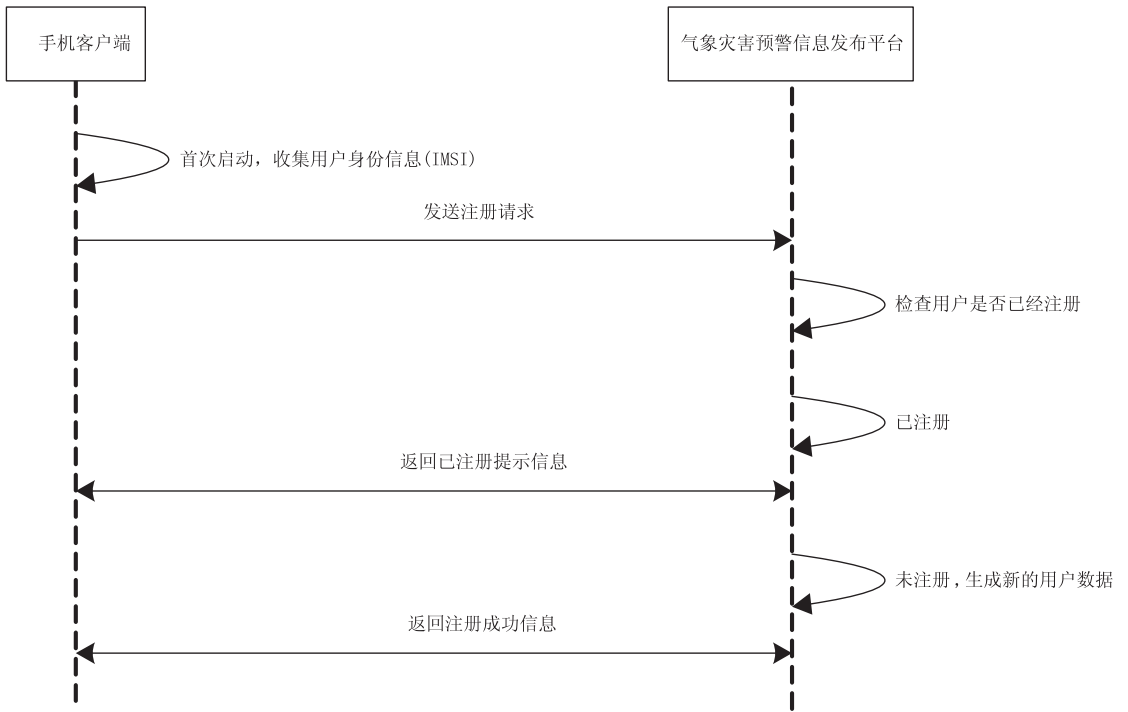 手机客户端
气象灾害预警信息发布平台
首次启动，收集用户身份信息(IMSI)
发送注册请求
检查用户是否已经注册
已注册
返回已注册提示信息
未注册,生成新的用户数据
返回注册成功信息